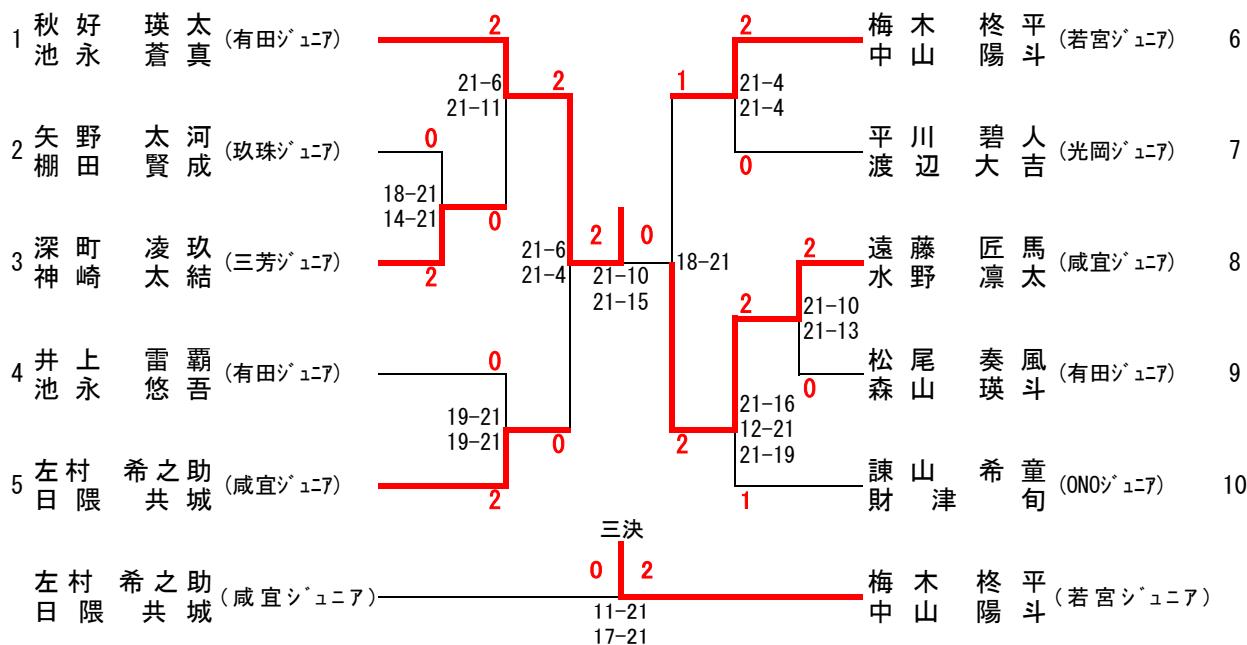 1 秋好 瑛太 (有田ジュニア)
池永 蒼真
2 矢野 太河 (玖珠ジュニア)
棚田 賢成
3 深町 凌玖 (三芳ジュニア)
神崎 太結
4 井上 雷覇 (有田ジュニア)
池永 悠吾
5 左村 希之助 (咸宜ジュニア)
日隈 共城
2
21-6
21-11
2
0
18-21
14-21
0
2
21-6
21-4
0
19-21
19-21
0
2
2 0
21-10
21-15
1
2
21-4
21-4
0
18-21
2
2
21-10
21-13
0
2
21-16
12-21
21-19
1
梅木 柊平 (若宮ジュニア) 6
中山 陽斗
平川 碧人 (光岡ジュニア) 7
渡辺 大吉
遠藤 匠馬 (咸宜ジュニア) 8
水野 凛太
松尾 奏風 (有田ジュニア) 9
森山 瑛斗
諌山 希童 (ONOジュニア) 10
財津 旬
三決
左村 希之助 (咸宜ジュニア)
日隈 共城
0 2
11-21
17-21
梅木 柊平 (若宮ジュニア)
中山 陽斗